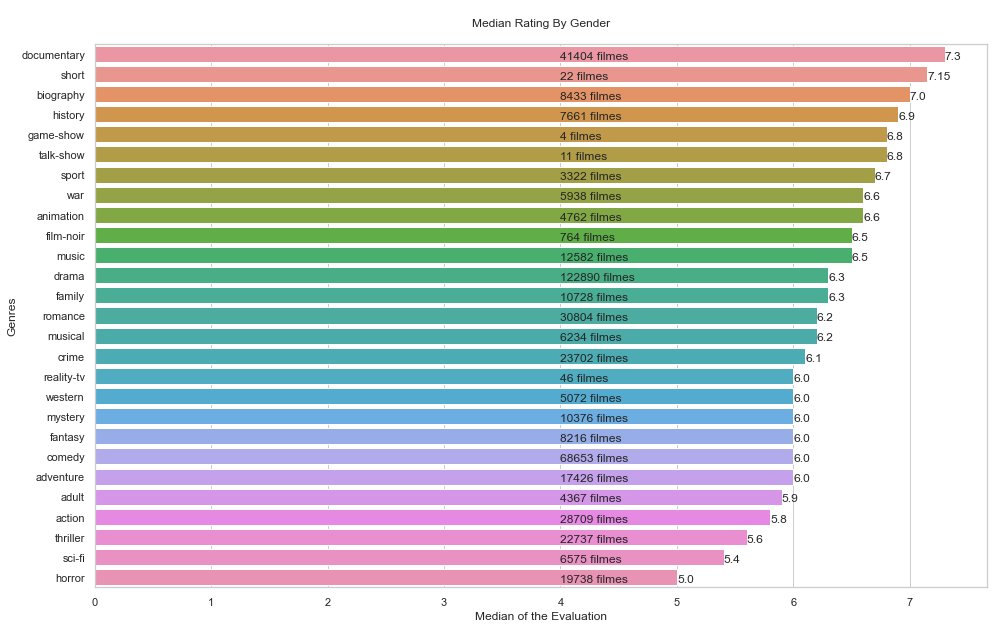 Median Rating By Gender
Genres
documentary 41404 filmes 7.3
short 22 filmes 7.15
biography 8433 filmes 7.0
history 7661 filmes 6.9
game-show 4 filmes 6.8
talk-show 11 filmes 6.8
sport 3322 filmes 6.7
war 5938 filmes 6.6
animation 4762 filmes 6.6
film-noir 764 filmes 6.5
music 12582 filmes 6.5
drama 122890 filmes 6.3
family 10728 filmes 6.3
romance 30804 filmes 6.2
musical 6234 filmes 6.2
crime 23702 filmes 6.1
reality-tv 46 filmes 6.0
western 5072 filmes 6.0
mystery 10376 filmes 6.0
fantasy 8216 filmes 6.0
comedy 68653 filmes 6.0
adventure 17426 filmes 6.0
adult 4367 filmes 5.9
action 28709 filmes 5.8
thriller 22737 filmes 5.6
sci-fi 6575 filmes 5.4
horror 19738 filmes 5.0
0 1 2 3 4 5 6 7
Median of the Evaluation